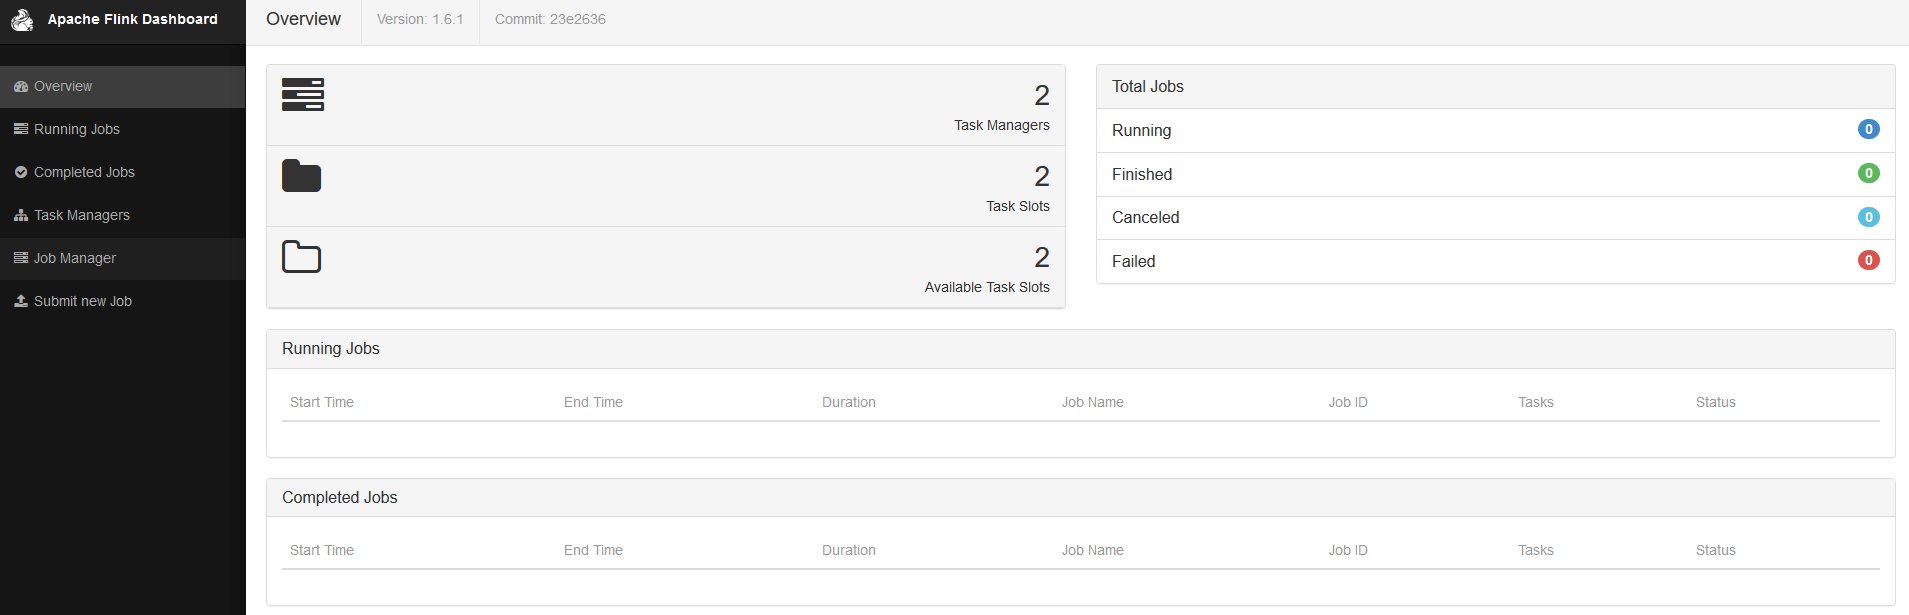 Apache Flink Dashboard
Overview
Running Jobs
Completed Jobs
Task Managers
Job Manager
Submit new Job
Overview Version: 1.6.1 Commit: 23e2636
2
Task Managers
2
Task Slots
2
Available Task Slots
Total Jobs
Running 0
Finished 0
Canceled 0
Failed 0
Running Jobs
Start Time End Time Duration Job Name Job ID Tasks Status
Completed Jobs
Start Time End Time Duration Job Name Job ID Tasks Status